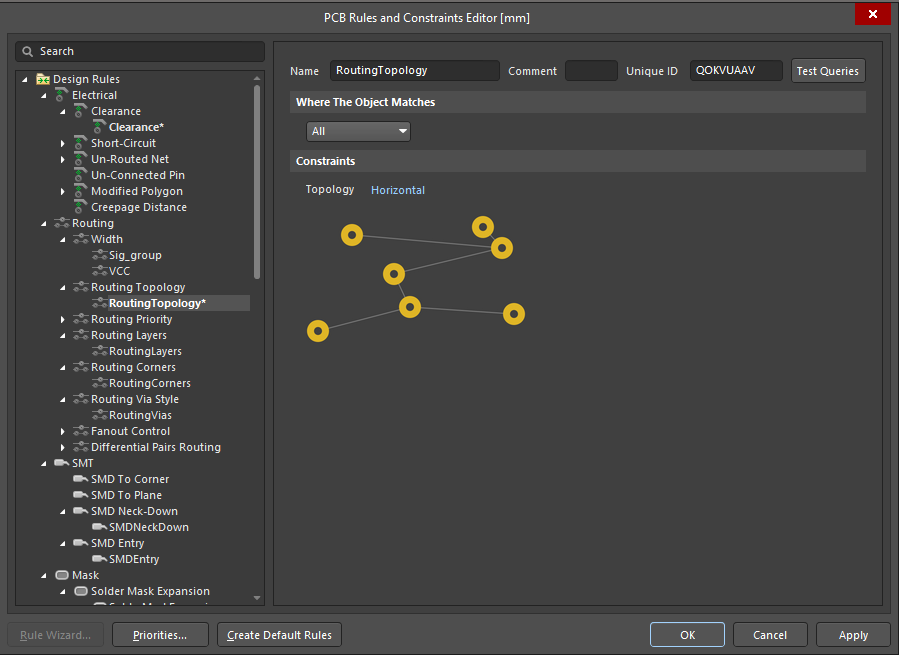 PCB Rules and Constraints Editor [mm]
Search
Design Rules
Electrical
Clearance
Clearance*
Short-Circuit
Un-Routed Net
Un-Connected Pin
Modified Polygon
Creepage Distance
Routing
Width
Sig_group
VCC
Routing Topology
RoutingTopology*
Routing Priority
Routing Layers
RoutingLayers
Routing Corners
RoutingCorners
Routing Via Style
RoutingVias
Fanout Control
Differential Pairs Routing
SMT
SMD To Corner
SMD To Plane
SMD Neck-Down
SMDNeckDown
SMD Entry
SMDEntry
Mask
Solder Mask Expansion
Name RoutingTopology Comment Unique ID QOKVUAAV Test Queries
Where The Object Matches
All
Constraints
Topology Horizontal
Rule Wizard... Priorities... Create Default Rules OK Cancel Apply